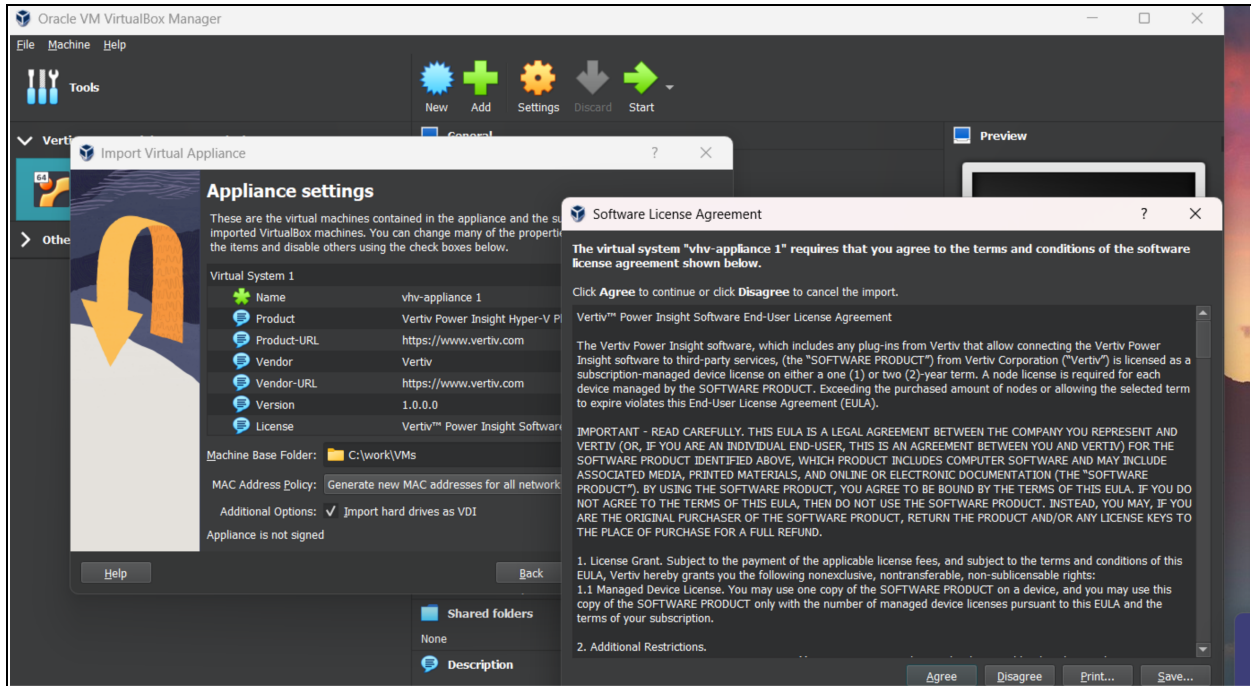 Oracle VM VirtualBox Manager
File Machine Help
Tools
New Add Settings Discard Start
General
Preview
64
Import Virtual Appliance
Appliance settings
These are the virtual machines contained in the appliance and the
imported VirtualBox machines. You can change many of the
the items and disable others using the check boxes below.
Virtual System 1
Name vhv-appliance 1
Product Vertiv Power Insight Hyper-V
Product-URL https://www.vertiv.com
Vendor Vertiv
Vendor-URL https://www.vertiv.com
Version 1.0.0.0
License Vertiv™ Power Insight Software
Machine Base Folder: C:\work\VMs
MAC Address Policy: Generate new MAC addresses for all network
Additional Options: Import hard drives as VDI
Appliance is not signed
Help Back
Shared folders
None
Description
Software License Agreement
The virtual system "vhv-appliance 1" requires that you agree to the terms and conditions of the software
license agreement shown below.
Click Agree to continue or click Disagree to cancel the import.
Vertiv™ Power Insight Software End-User License Agreement
The Vertiv Power Insight software, which includes any plug-ins from Vertiv that allow connecting the Vertiv Power
Insight software to third-party services, (the “SOFTWARE PRODUCT”) from Vertiv Corporation (“Vertiv”) is licensed as a
subscription-managed device license on either a one (1) or two (2)-year term. A node license is required for each
device managed by the SOFTWARE PRODUCT. Exceeding the purchased amount of nodes or allowing the selected term
to expire violates this End-User License Agreement (EULA).
IMPORTANT - READ CAREFULLY. THIS EULA IS A LEGAL AGREEMENT BETWEEN THE COMPANY YOU REPRESENT AND
VERTIV (OR, IF YOU ARE AN INDIVIDUAL END-USER, THIS IS AN AGREEMENT BETWEEN YOU AND VERTIV) FOR THE
SOFTWARE PRODUCT IDENTIFIED ABOVE, WHICH PRODUCT INCLUDES COMPUTER SOFTWARE AND MAY INCLUDE
ASSOCIATED MEDIA, PRINTED MATERIALS, AND ONLINE OR ELECTRONIC DOCUMENTATION (THE “SOFTWARE
PRODUCT”). BY USING THE SOFTWARE PRODUCT, YOU AGREE TO BE BOUND BY THE TERMS OF THIS EULA. IF YOU DO
NOT AGREE TO THE TERMS OF THIS EULA, THEN DO NOT USE THE SOFTWARE PRODUCT. INSTEAD, YOU MAY, IF YOU
ARE THE ORIGINAL PURCHASER OF THE SOFTWARE PRODUCT, RETURN THE PRODUCT AND/OR ANY LICENSE KEYS TO
THE PLACE OF PURCHASE FOR A FULL REFUND.
1. License Grant. Subject to the payment of the applicable license fees, and subject to the terms and conditions of this
EULA, Vertiv hereby grants you the following nonexclusive, nontransferable, non-sublicensable rights:
1.1 Managed Device License. You may use one copy of the SOFTWARE PRODUCT on a device, and you may use this
copy of the SOFTWARE PRODUCT only with the number of managed device licenses pursuant to this EULA and the
terms of your subscription.
2. Additional Restrictions.
Agree Disagree Print... Save...